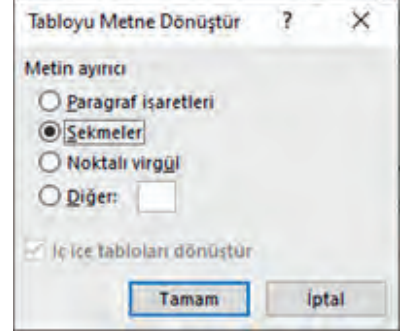 Tabloyu Metne Dönüştür ? ×
Metin ayırıcı
Paragraf işaretleri
Sekmeler
Noktalı virgül
Diğer:
İç içe tabloları dönüştür
Tamam İptal